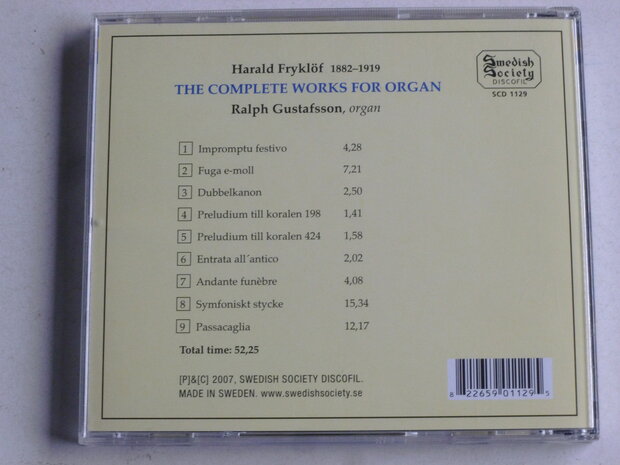 Harald Fryklöf 1882–1919
THE COMPLETE WORKS FOR ORGAN
Ralph Gustafsson, organ
Swedish
Society
DISCOFIL
SCD 1129
1 Impromptu festivo 4,28
2 Fuga e-moll 7,21
3 Dubbelkanon 2,50
4 Preludium till koralen 198 1,41
5 Preludium till koralen 424 1,58
6 Entrata all´antico 2,02
7 Andante funèbre 4,08
8 Symfoniskt stycke 15,34
9 Passacaglia 12,17
Total time: 52,25
[P]&[C] 2007, SWEDISH SOCIETY DISCOFIL.
MADE IN SWEDEN. www.swedishsociety.se
8 22659 01129 5